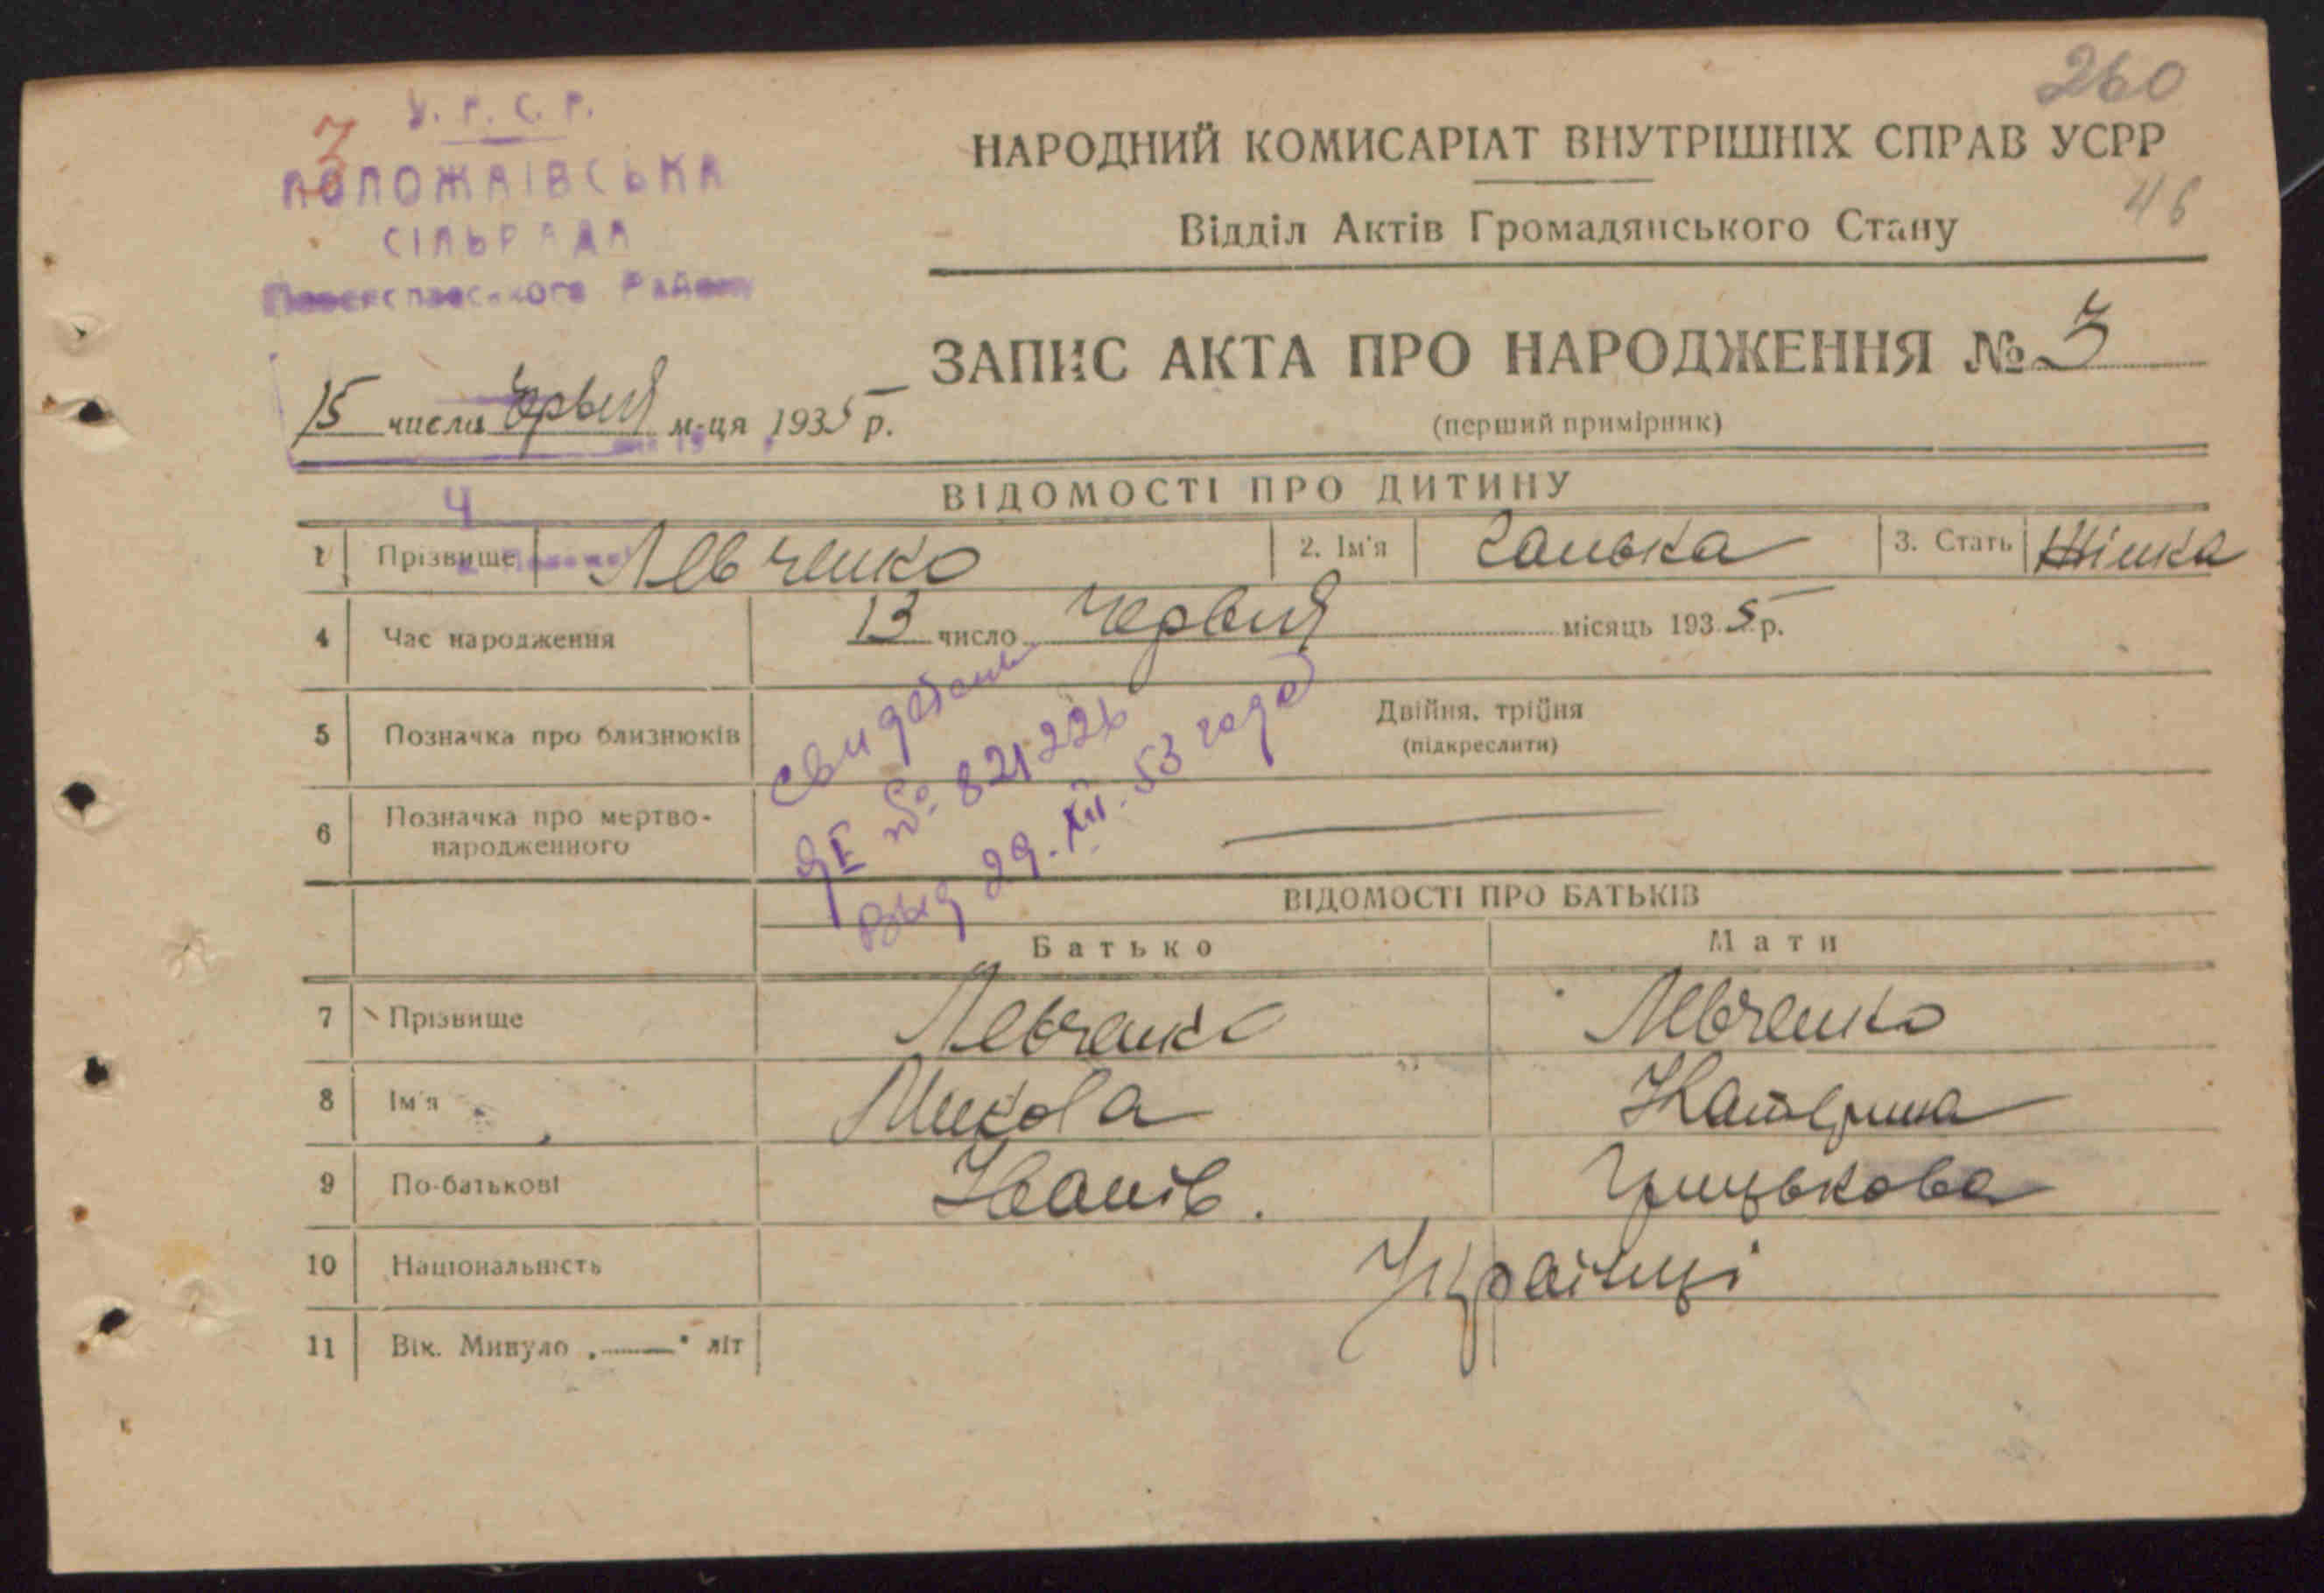 260
У. Р. С. Р.
3
ПОЛОЖАІВСЬКА
СІЛЬРАДА
Району
НАРОДНИЙ КОМИСАРІАТ ВНУТРІШНІХ СПРАВ УСРР
46
Відділ Актів Громадянського Стану
ЗАПИС АКТА ПРО НАРОДЖЕННЯ № 3
(перший примірник)
15 числа Червня м-ця 1935 р.
ВІДОМОСТІ ПРО ДИТИНУ
Ч
1 Прізвище Левченко 2. Ім'я Ганька 3. Стать Жінка
4 Час народження 13 число Червня місяць 1935 р.
5 Позначка про близнюків Двійня, трійня
(підкреслити)
6 Позначка про мертво-
народженного
№ 821226
выд 29. XII. 53 года
ВІДОМОСТІ ПРО БАТЬКІВ
Батько Мати
7 Прізвище Левченко Левченко
8 Ім'я Микола Катерина
9 По-батькові Іванів. Грицькова
10 Національність Українці
11 Вік. Минуло „——" літ